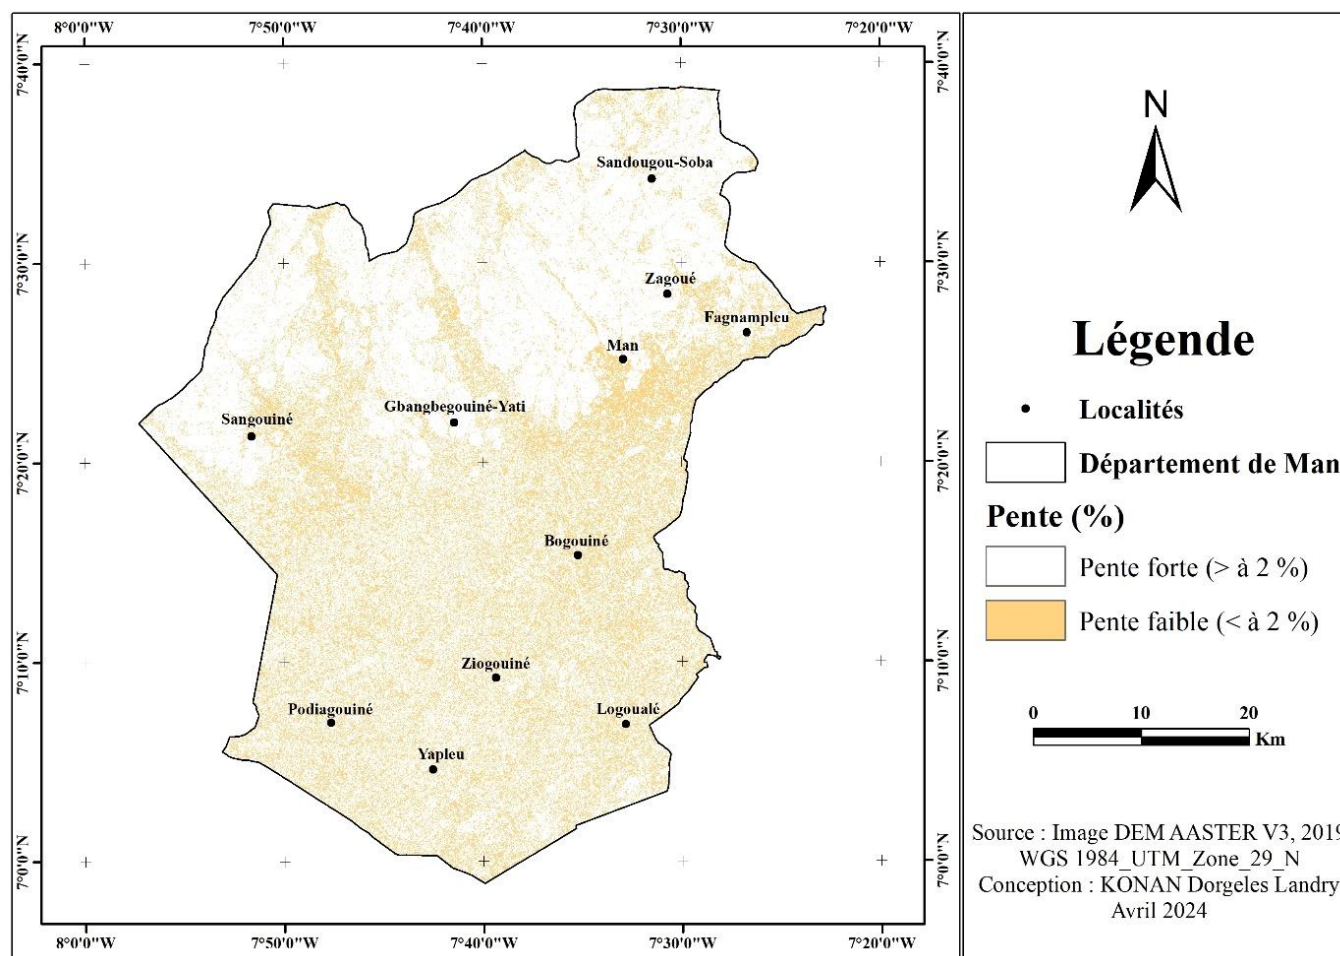 8°0'0"W 7°50'0"W 7°40'0"W 7°30'0"W 7°20'0"W
7°40'0"N
7°40'0"N
Sandougou-Soba
7°30'0"N
7°30'0"N
Zagoué
Fagnampleu
Man
Gbangbegouiné-Yati
Sangouiné
7°20'0"N
7°20'0"N
Bogouiné
7°10'0"N
7°10'0"N
Ziogouiné
Podiagouiné
Logoualé
Yapleu
7°0'0"N
7°0'0"N
8°0'0"W 7°50'0"W 7°40'0"W 7°30'0"W 7°20'0"W
N
Légende
Localités
Département de Man
Pente (%)
Pente forte (> à 2 %)
Pente faible (< à 2 %)
0 10 20
Km
Source : Image DEM AASTER V3, 2019
WGS 1984_UTM_Zone_29_N
Conception : KONAN Dorgeles Landry
Avril 2024